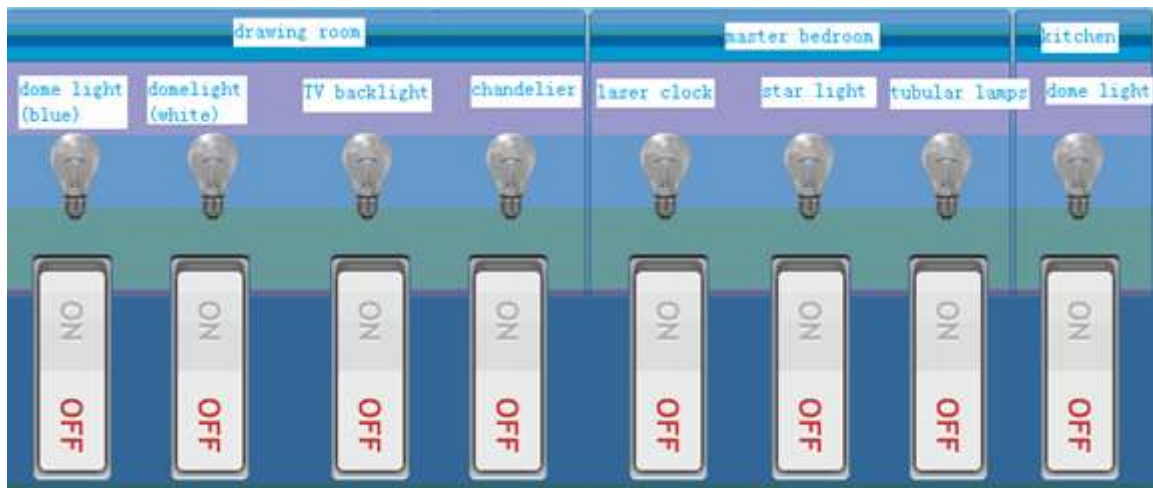 drawing room
master bedroom
kitchen
dome light
(blue)
domelight
(white)
TV backlight
chandelier
laser clock
star light
tubular lamps
dome light
ON
ON
ON
ON
ON
ON
ON
ON
OFF
OFF
OFF
OFF
OFF
OFF
OFF
OFF